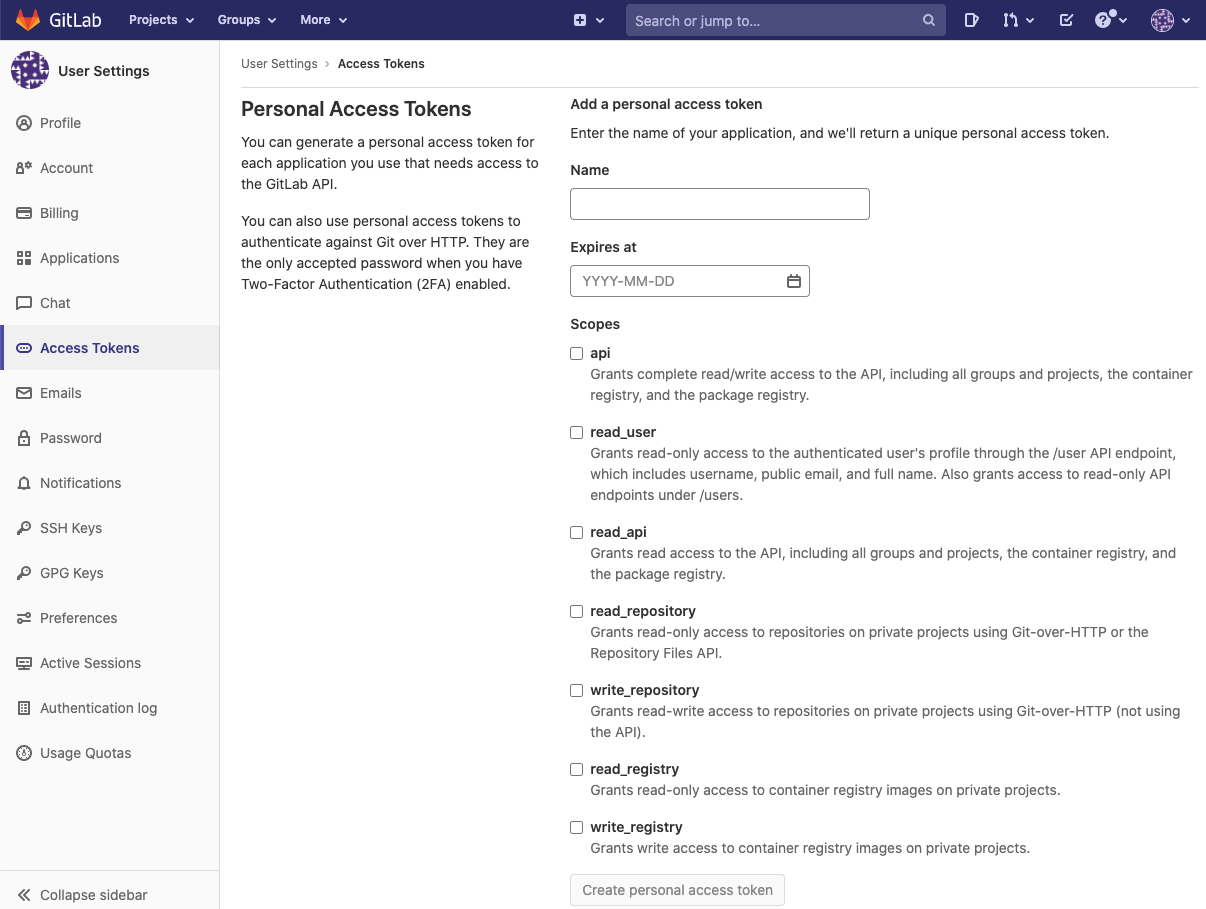 GitLab
Projects
Groups
More
Search or jump to...
User Settings
Profile
Account
Billing
Applications
Chat
Access Tokens
Emails
Password
Notifications
SSH Keys
GPG Keys
Preferences
Active Sessions
Authentication log
Usage Quotas
Collapse sidebar
User Settings › Access Tokens
Personal Access Tokens
You can generate a personal access token for
each application you use that needs access to
the GitLab API.
You can also use personal access tokens to
authenticate against Git over HTTP. They are
the only accepted password when you have
Two-Factor Authentication (2FA) enabled.
Add a personal access token
Enter the name of your application, and we'll return a unique personal access token.
Name
Expires at
YYYY-MM-DD
Scopes
api
Grants complete read/write access to the API, including all groups and projects, the container
registry, and the package registry.
read_user
Grants read-only access to the authenticated user's profile through the /user API endpoint,
which includes username, public email, and full name. Also grants access to read-only API
endpoints under /users.
read_api
Grants read access to the API, including all groups and projects, the container registry, and
the package registry.
read_repository
Grants read-only access to repositories on private projects using Git-over-HTTP or the
Repository Files API.
write_repository
Grants read-write access to repositories on private projects using Git-over-HTTP (not using
the API).
read_registry
Grants read-only access to container registry images on private projects.
write_registry
Grants write access to container registry images on private projects.
Create personal access token